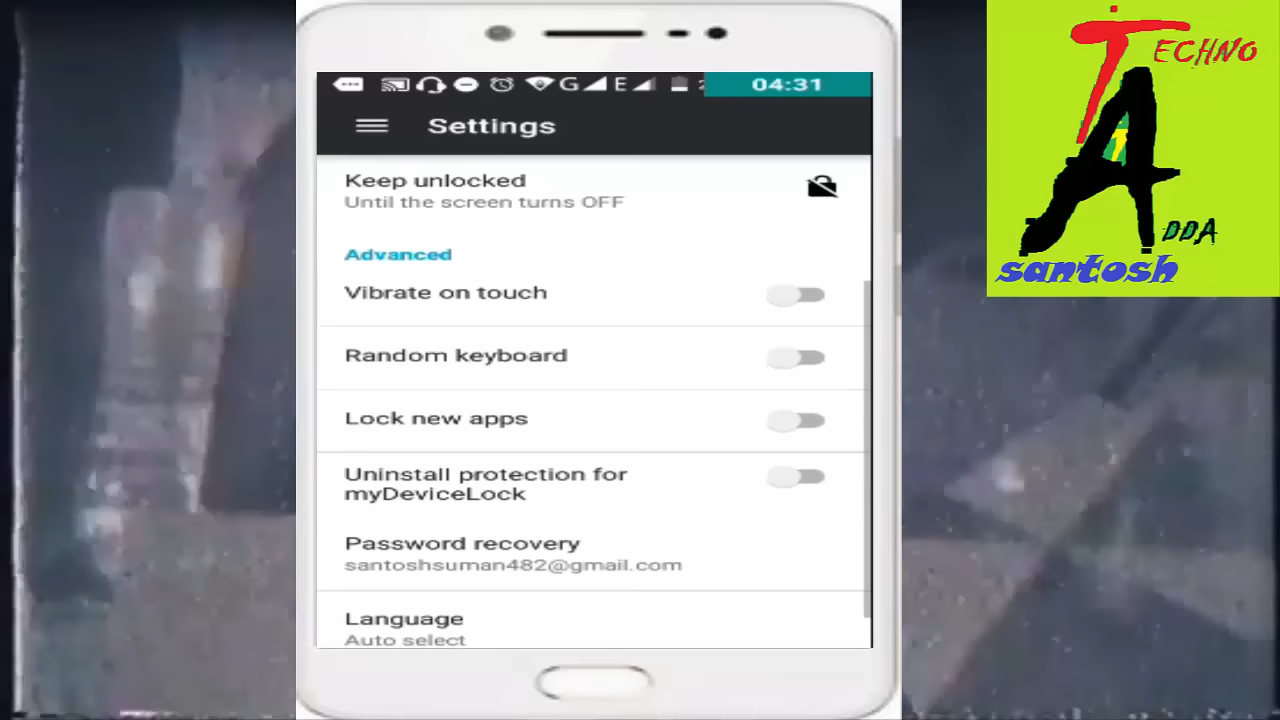 G E 04:31
Settings
Keep unlocked
Until the screen turns OFF
Advanced
Vibrate on touch
Random keyboard
Lock new apps
Uninstall protection for
myDeviceLock
Password recovery
santoshsuman482@gmail.com
Language
Auto select
TECHNO
ADDA
santosh